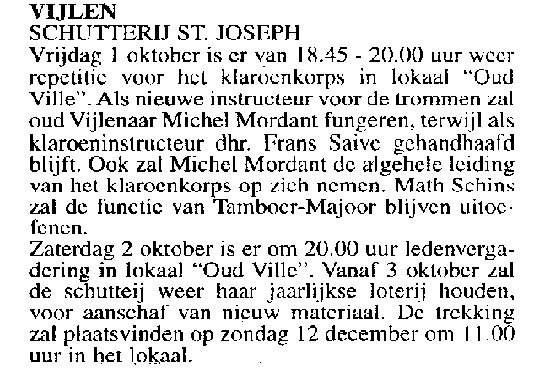 VIJLEN
SCHUTTERIJ ST. JOSEPH
Vrijdag 1 oktober is er van 18.45 - 20.00 uur weer
repetitie voor het klaroenkorps in lokaal “Oud
Ville”. Als nieuwe instructeur voor de trommen zal
oud Vijlenaar Michel Mordant fungeren, terwijl als
klaroeninstructeur dhr. Frans Saive gehandhaafd
blijft. Ook zal Michel Mordant de algehele leiding
van het klaroenkorps op zich nemen. Math Schins
zal de functie van Tamboer-Majoor blijven uitoe-
fenen.
Zaterdag 2 oktober is er om 20.00 uur ledenverga-
dering in lokaal “Oud Ville”. Vanaf 3 oktober zal
de schutteij weer haar jaarlijkse loterij houden,
voor aanschaf van nieuw materiaal. De trekking
zal plaatsvinden op zondag 12 december om 11.00
uur in het lokaal.